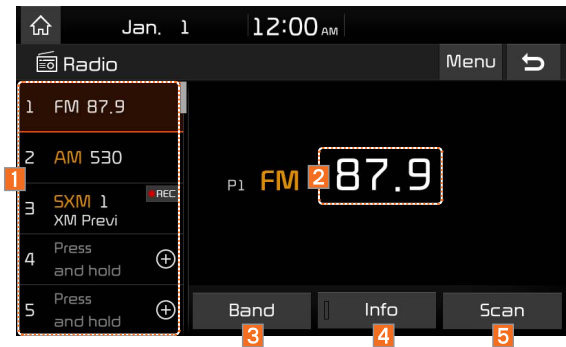 Jan. 1 12:00 AM
Radio Menu
1 FM 87.9
2 AM 530
3 SXM 1 REC
XM Previ
4 Press
and hold
5 Press
and hold
1
P1 FM 2 87.9
Band Info Scan
3 4 5